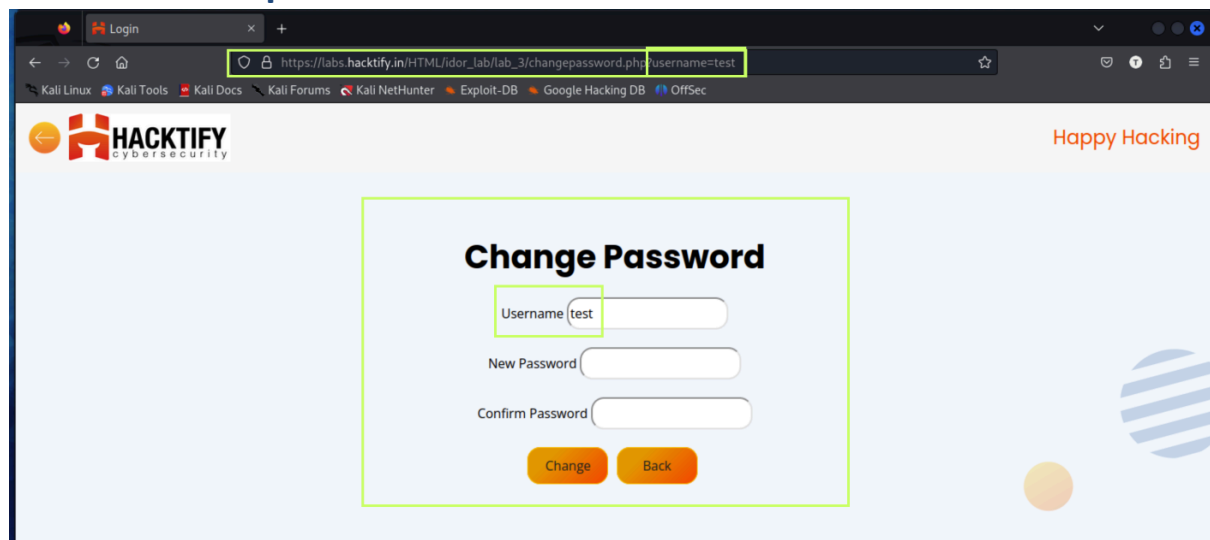 Login
https://labs.hacktify.in/HTML/idor_lab/lab_3/changepassword.php?username=test
Kali Linux Kali Tools Kali Docs Kali Forums Kali NetHunter Exploit-DB Google Hacking DB OffSec
HACKTIFY
cybersecurity
Happy Hacking
Change Password
Username test
New Password
Confirm Password
Change Back